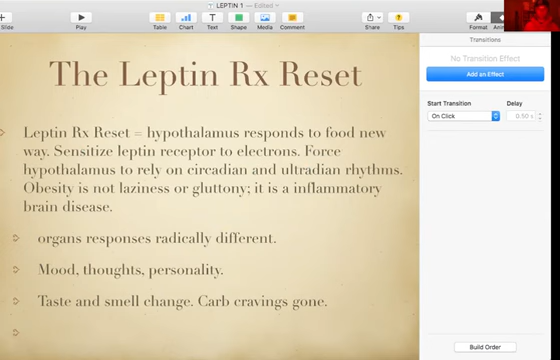 LEPTIN 1 — Edited
Slide
Play
Table
Chart
Text
Shape
Media
Comment
Share
Tips
Format
Transitions
No Transition Effect
Add an Effect
Start Transition
Delay
On Click
0.50 s
The Leptin Rx Reset
Leptin Rx Reset = hypothalamus responds to food new
way. Sensitize leptin receptor to electrons. Force
hypothalamus to rely on circadian and ultradian rhythms.
Obesity is not laziness or gluttony; it is a inflammatory
brain disease.
organs responses radically different.
Mood, thoughts, personality.
Taste and smell change. Carb cravings gone.
Build Order